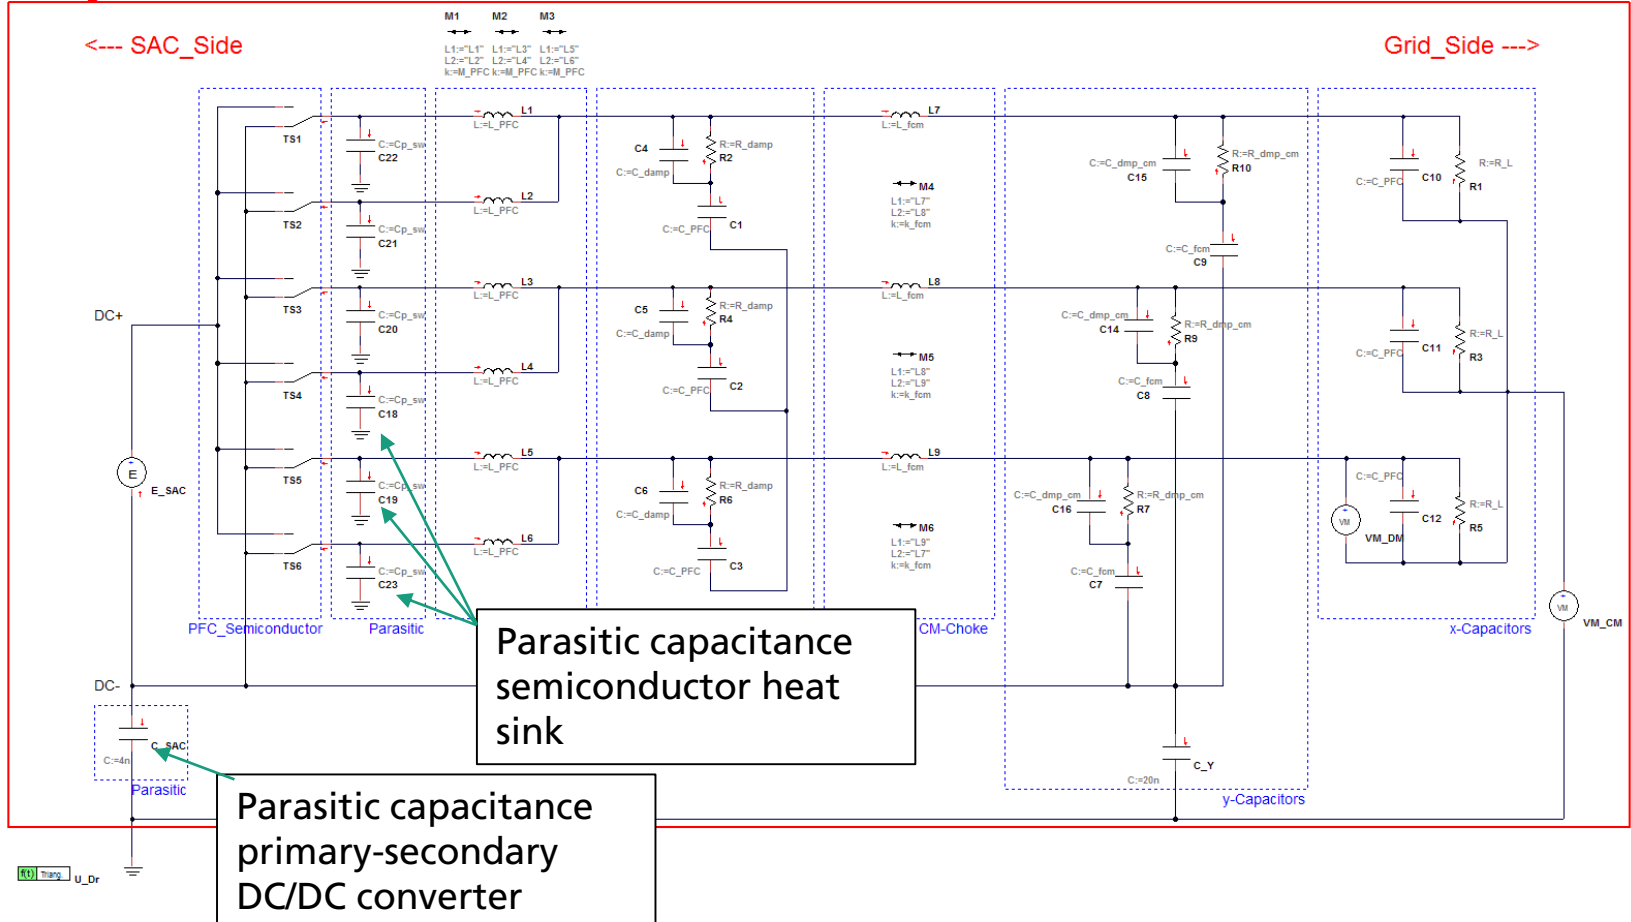 M1 M2 M3
<--- SAC_Side
Grid_Side --->
L1:="L1" L1:="L3" L1:="L5"
L2:="L2" L2:="L4" L2:="L6"
k:=M_PFC k:=M_PFC k:=M_PFC
TS1
C:=Cp_sw
C22
L1
L:=L_PFC
C4
C:=C_damp
R:=R_damp
R2
C1
C:=C_PFC
L7
L:=L_fcm
M4
L1:="L7"
L2:="L8"
k:=k_fcm
C:=C_dmp_cm
C15
R:=R_dmp_cm
R10
C:=C_fcm
C9
C10
C:=C_PFC
R:=R_L
R1
TS2
C:=Cp_sw
C21
L2
L:=L_PFC
TS3
C:=Cp_sw
C20
L3
L:=L_PFC
C5
C:=C_damp
R:=R_damp
R4
C2
C:=C_PFC
L8
L:=L_fcm
M5
L1:="L8"
L2:="L9"
k:=k_fcm
C:=C_dmp_cm
C14
R:=R_dmp_cm
R9
C:=C_fcm
C8
C11
C:=C_PFC
R:=R_L
R3
DC+
TS4
C:=Cp_sw
C18
L4
L:=L_PFC
E
E_SAC
TS5
C:=Cp_sw
C19
L5
L:=L_PFC
C6
C:=C_damp
R:=R_damp
R6
C3
C:=C_PFC
L9
L:=L_fcm
M6
L1:="L9"
L2:="L7"
k:=k_fcm
C:=C_dmp_cm
C16
R:=R_dmp_cm
R7
C:=C_fcm
C7
VM
VM_DM
C:=C_PFC
C12
R:=R_L
R5
TS6
C:=Cp_sw
C23
L6
L:=L_PFC
VM
VM_CM
PFC_Semiconductor
Parasitic
CM-Choke
x-Capacitors
Parasitic capacitance
semiconductor heat
sink
DC-
C_SAC
C:=4n
Parasitic
C_Y
C:=20n
y-Capacitors
Parasitic capacitance
primary-secondary
DC/DC converter
f(t) Triang. U_Dr